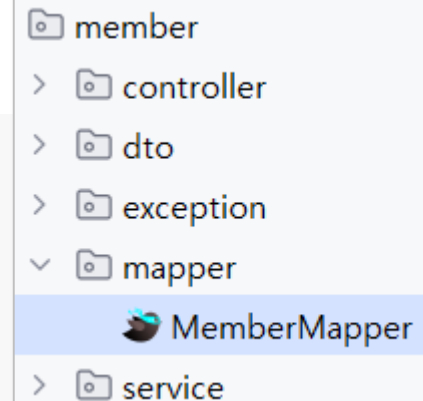 member
controller
dto
exception
mapper
MemberMapper
service